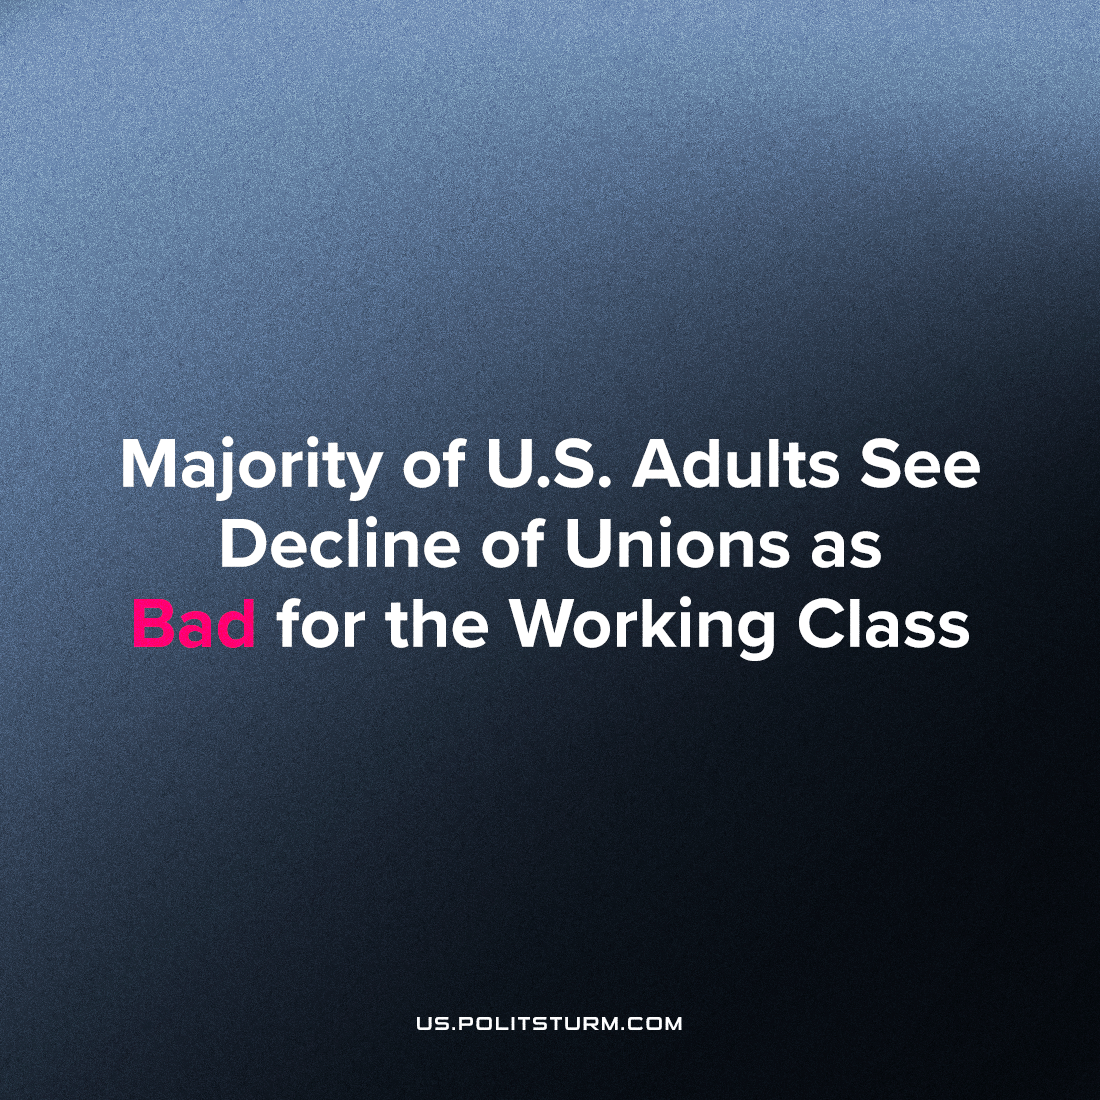 Majority of U.S. Adults See
Decline of Unions as
Bad for the Working Class
US.POLITSTURM.COM